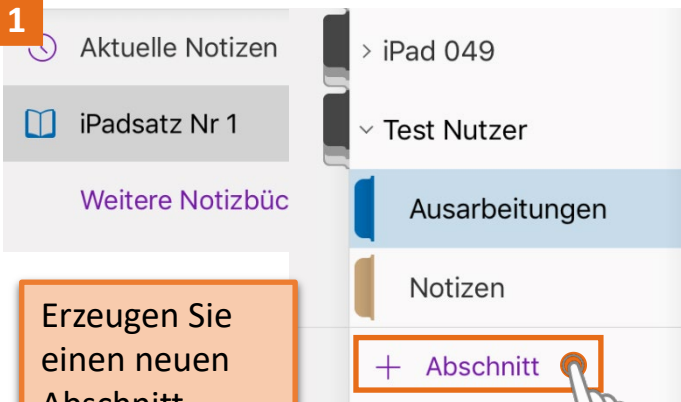 1
Aktuelle Notizen
iPadsatz Nr 1
Weitere Notizbüc
> iPad 049
Test Nutzer
Ausarbeitungen
Notizen
+ Abschnitt
Erzeugen Sie
einen neuen
Abschnitt